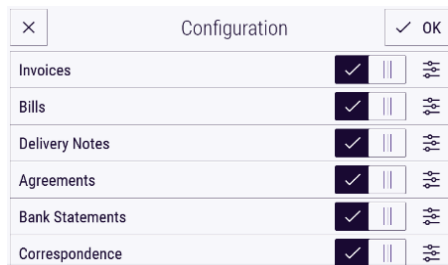 Configuration
OK
Invoices
Bills
Delivery Notes
Agreements
Bank Statements
Correspondence